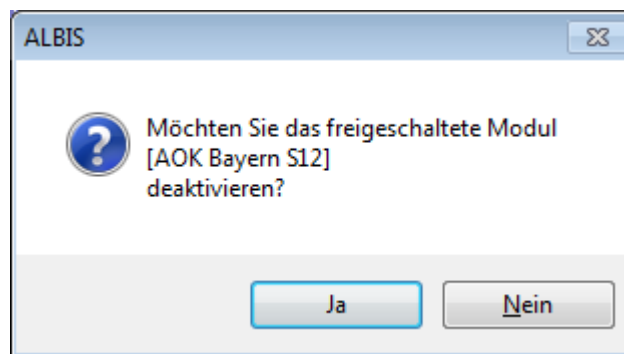 ALBIS
Möchten Sie das freigeschaltete Modul
[AOK Bayern S12]
deaktivieren?
Ja
Nein